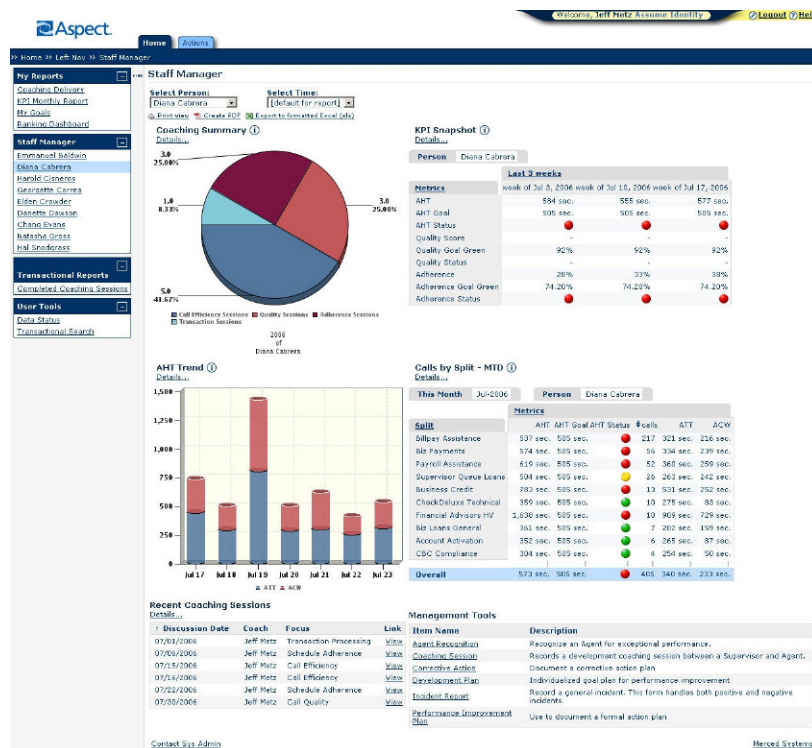 Welcome, Jeff Metz Assume Identity
Logout Hel
Aspect.
Home Actions
>> Home >> Left Nav >> Staff Manager
My Reports
Coaching Delivery
KPI Monthly Report
My Goals
Ranking Dashboard
Staff Manager
Emmanuel Baldwin
Diana Cabrera
Harold Cisneros
Georgette Correa
Elden Crowder
Danette Dawson
Chang Evans
Natasha Gross
Hal Snodgrass
Transactional Reports
Completed Coaching Sessions
User Tools
Data Status
Transactional Search
Staff Manager
Select Person: Select Time:
Diana Cabrera [default for report]
Print view Create PDF Export to formatted Excel (xls)
Coaching Summary
Details...
3.0
25.00%
1.0
8.33%
3.0
25.00%
5.0
41.67%
Call Efficiency Sessions Quality Sessions Adherence Sessions
Transaction Sessions
2006
of
Diana Cabrera
KPI Snapshot
Details...
Person Diana Cabrera
Last 3 weeks
Metrics week of Jul 3, 2006 week of Jul 10, 2006 week of Jul 17, 2006
AHT 584 sec. 555 sec. 577 sec.
AHT Goal 505 sec. 505 sec. 505 sec.
AHT Status
Quality Score - - -
Quality Goal Green 92% 92% 92%
Quality Status - - -
Adherence 28% 33% 38%
Adherence Goal Green 74.20% 74.20% 74.20%
Adherence Status
AHT Trend
Details...
1,500
1,250
1,000
750
500
250
0
Jul 17 Jul 18 Jul 19 Jul 20 Jul 21 Jul 22 Jul 23
ATT ACW
Calls by Split - MTD
Details...
This Month Jul-2006 Person Diana Cabrera
Metrics
Split AHT AHT Goal AHT Status # calls ATT ACW
Billpay Assistance 537 sec. 505 sec. 217 321 sec. 216 sec.
Biz Payments 574 sec. 505 sec. 56 334 sec. 239 sec.
Payroll Assistance 619 sec. 505 sec. 52 360 sec. 259 sec.
Supervisor Queue Loans 504 sec. 505 sec. 26 263 sec. 242 sec.
Business Credit 783 sec. 505 sec. 13 531 sec. 252 sec.
CheckDeluxe Technical 359 sec. 505 sec. 10 275 sec. 83 sec.
Financial Advisors HV 1,638 sec. 505 sec. 10 909 sec. 729 sec.
Biz Loans General 361 sec. 505 sec. 7 202 sec. 159 sec.
Account Activation 352 sec. 505 sec. 6 265 sec. 87 sec.
CBC Compliance 304 sec. 505 sec. 4 254 sec. 50 sec.
Overall 573 sec. 505 sec. 405 340 sec. 233 sec.
Recent Coaching Sessions
Details...
Discussion Date Coach Focus Link
07/01/2006 Jeff Metz Transaction Processing View
07/06/2006 Jeff Metz Schedule Adherence View
07/15/2006 Jeff Metz Call Efficiency View
07/16/2006 Jeff Metz Call Efficiency View
07/22/2006 Jeff Metz Schedule Adherence View
07/30/2006 Jeff Metz Call Quality View
Management Tools
Item Name Description
Agent Recognition Recognize an Agent for exceptional performance.
Coaching Session Records a development coaching session between a Supervisor and Agent.
Corrective Action Document a corrective action plan
Development Plan Individualized goal plan for performance improvement
Incident Report Record a general incident. This form handles both positive and negative
incidents.
Performance Improvement
Plan Use to document a formal action plan
Contact Sys Admin Merced Systems